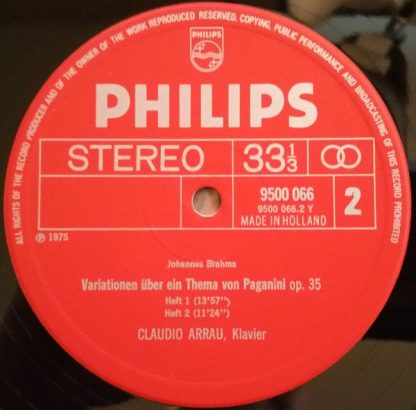 ALL RIGHTS OF THE RECORD PRODUCER AND OF THE OWNER OF THE WORK REPRODUCED RESERVED. COPYING, PUBLIC PERFORMANCE AND BROADCASTING OF THIS RECORD PROHIBITED
PHILIPS
PHILIPS
STEREO 33⅓
9500 066
9500 066.2 Y
MADE IN HOLLAND
2
℗ 1975
Johannes Brahms
Variationen über ein Thema von Paganini op. 35
Heft 1 (13'57'')
Heft 2 (11'24'')
CLAUDIO ARRAU, Klavier